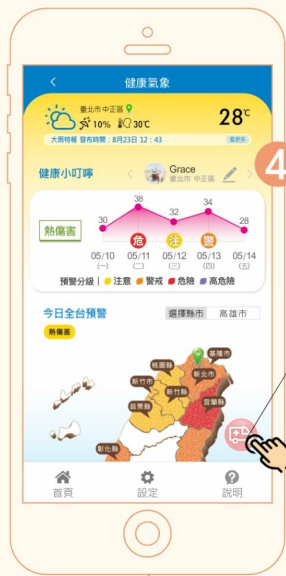 健康氣象
臺北市中正區
10% 30℃
28℃
大雨特報 發布時間：8月23日 12：43
看更多
健康小叮嚀
Grace
臺北市 中正區
4
熱傷害
30 38 32 34 28
危 注 警
05/10 05/11 05/12 05/13 05/14
(一) (二) (三) (四) (五)
預警分級 | 注意 警戒 危險 高危險
今日全台預警
選擇縣市 高雄市
熱傷害
基隆市
桃園縣
新北市
新竹市
新竹縣
宜蘭縣
苗栗縣
彰化縣
首頁 設定 說明